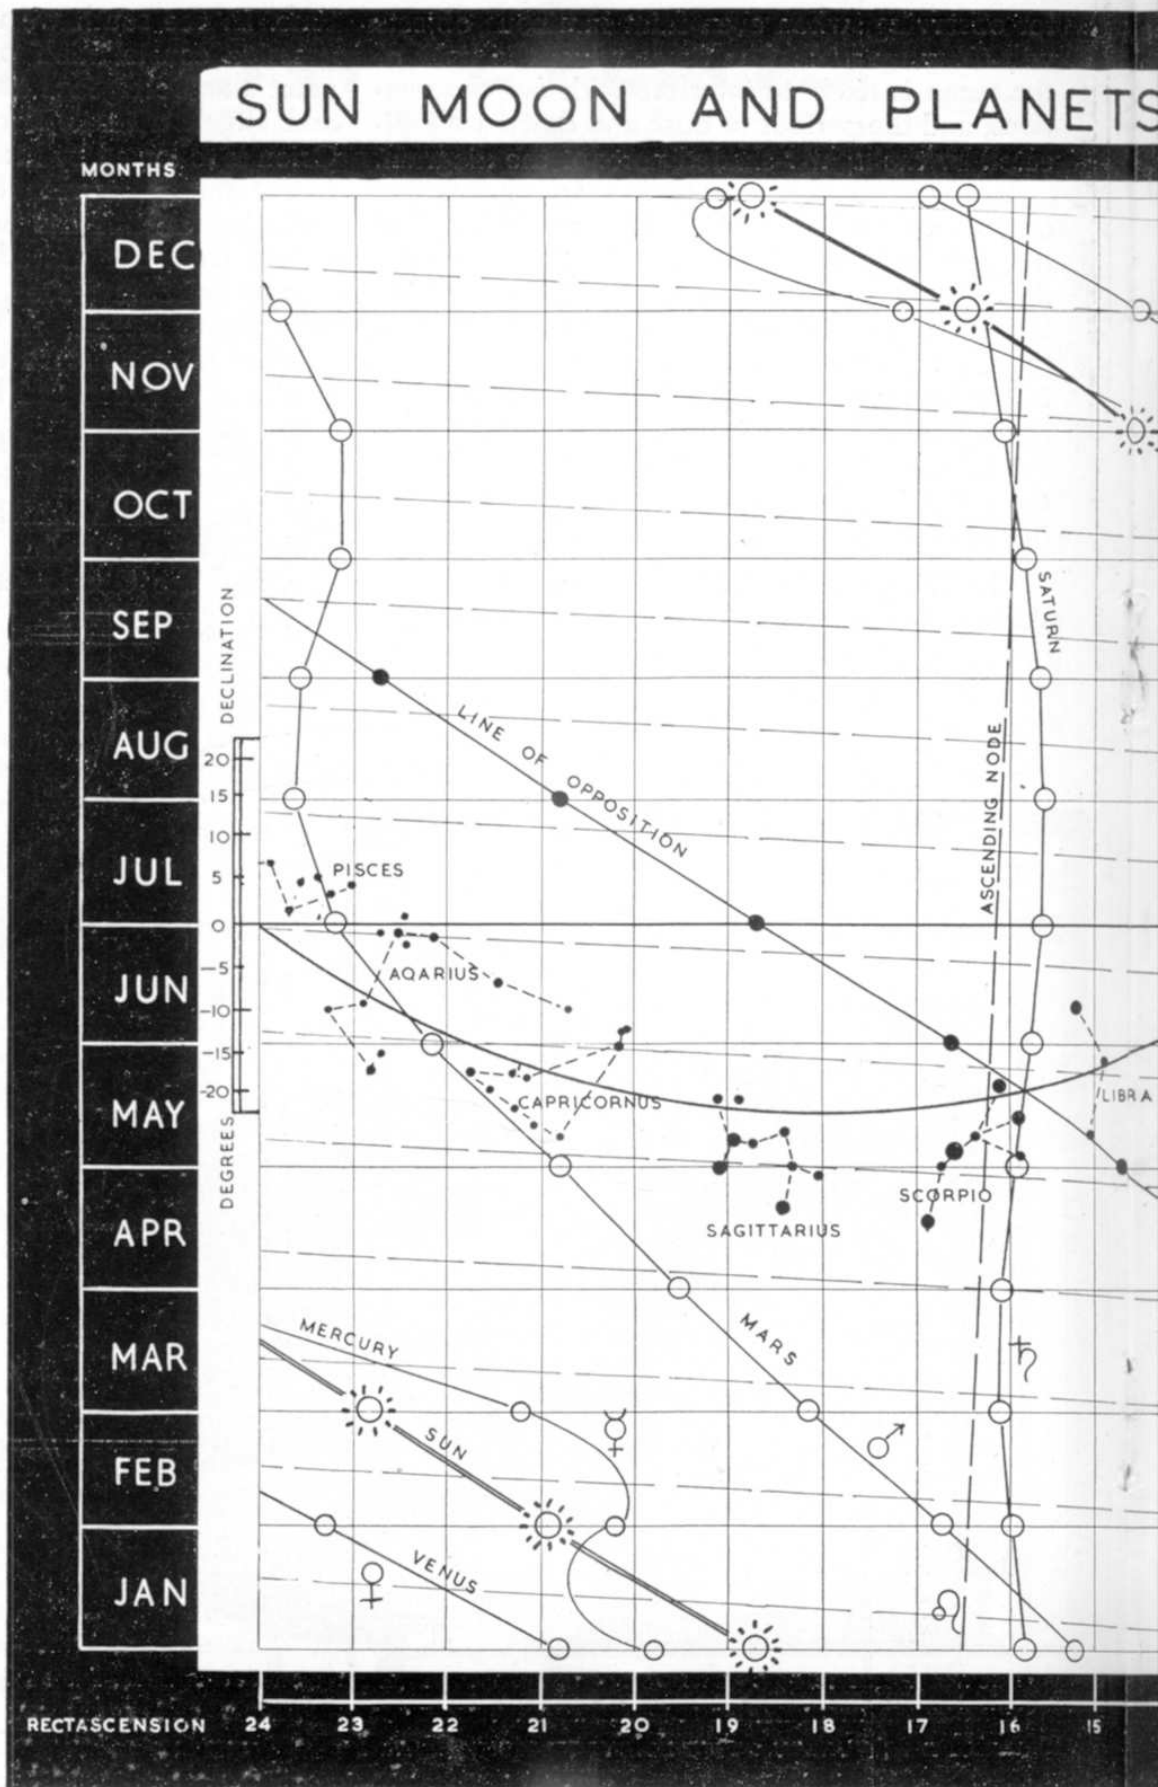 SUN MOON AND PLANETS
MONTHS
DEC
NOV
OCT
SEP
AUG
JUL
JUN
MAY
APR
MAR
FEB
JAN
DECLINATION
20
15
10
5
0
-5
-10
-15
-20
DEGREES
SATURN
LINE OF OPPOSITION
ASCENDING NODE
PISCES
AQARIUS
CAPRICORNUS
LIBRA
SCORPIO
SAGITTARIUS
MERCURY
MARS
SUN
VENUS
RECTASCENSION 24 23 22 21 20 19 18 17 16 15